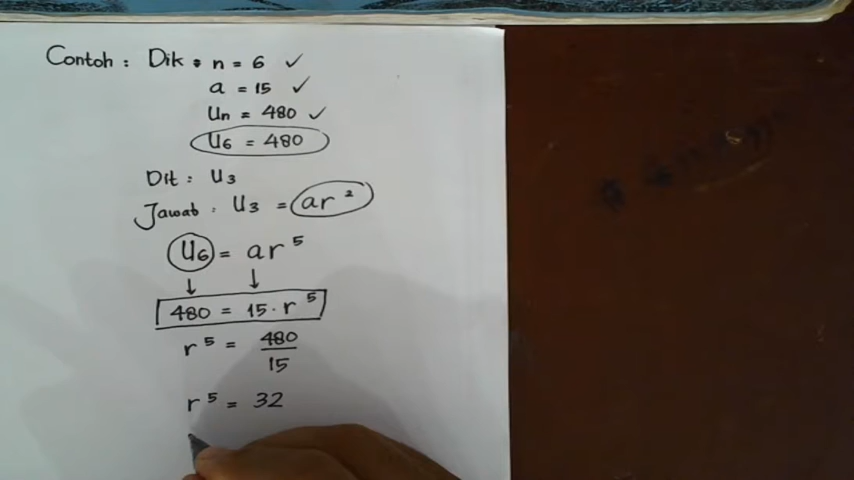 Contoh : Dik : n = 6 ✓
a = 15 ✓
Un = 480 ✓
U6 = 480
Dit : U3
Jawab : U3 = ar²
U6 = ar⁵
↓ ↓
480 = 15 · r⁵
r⁵ = 480/15
r⁵ = 32